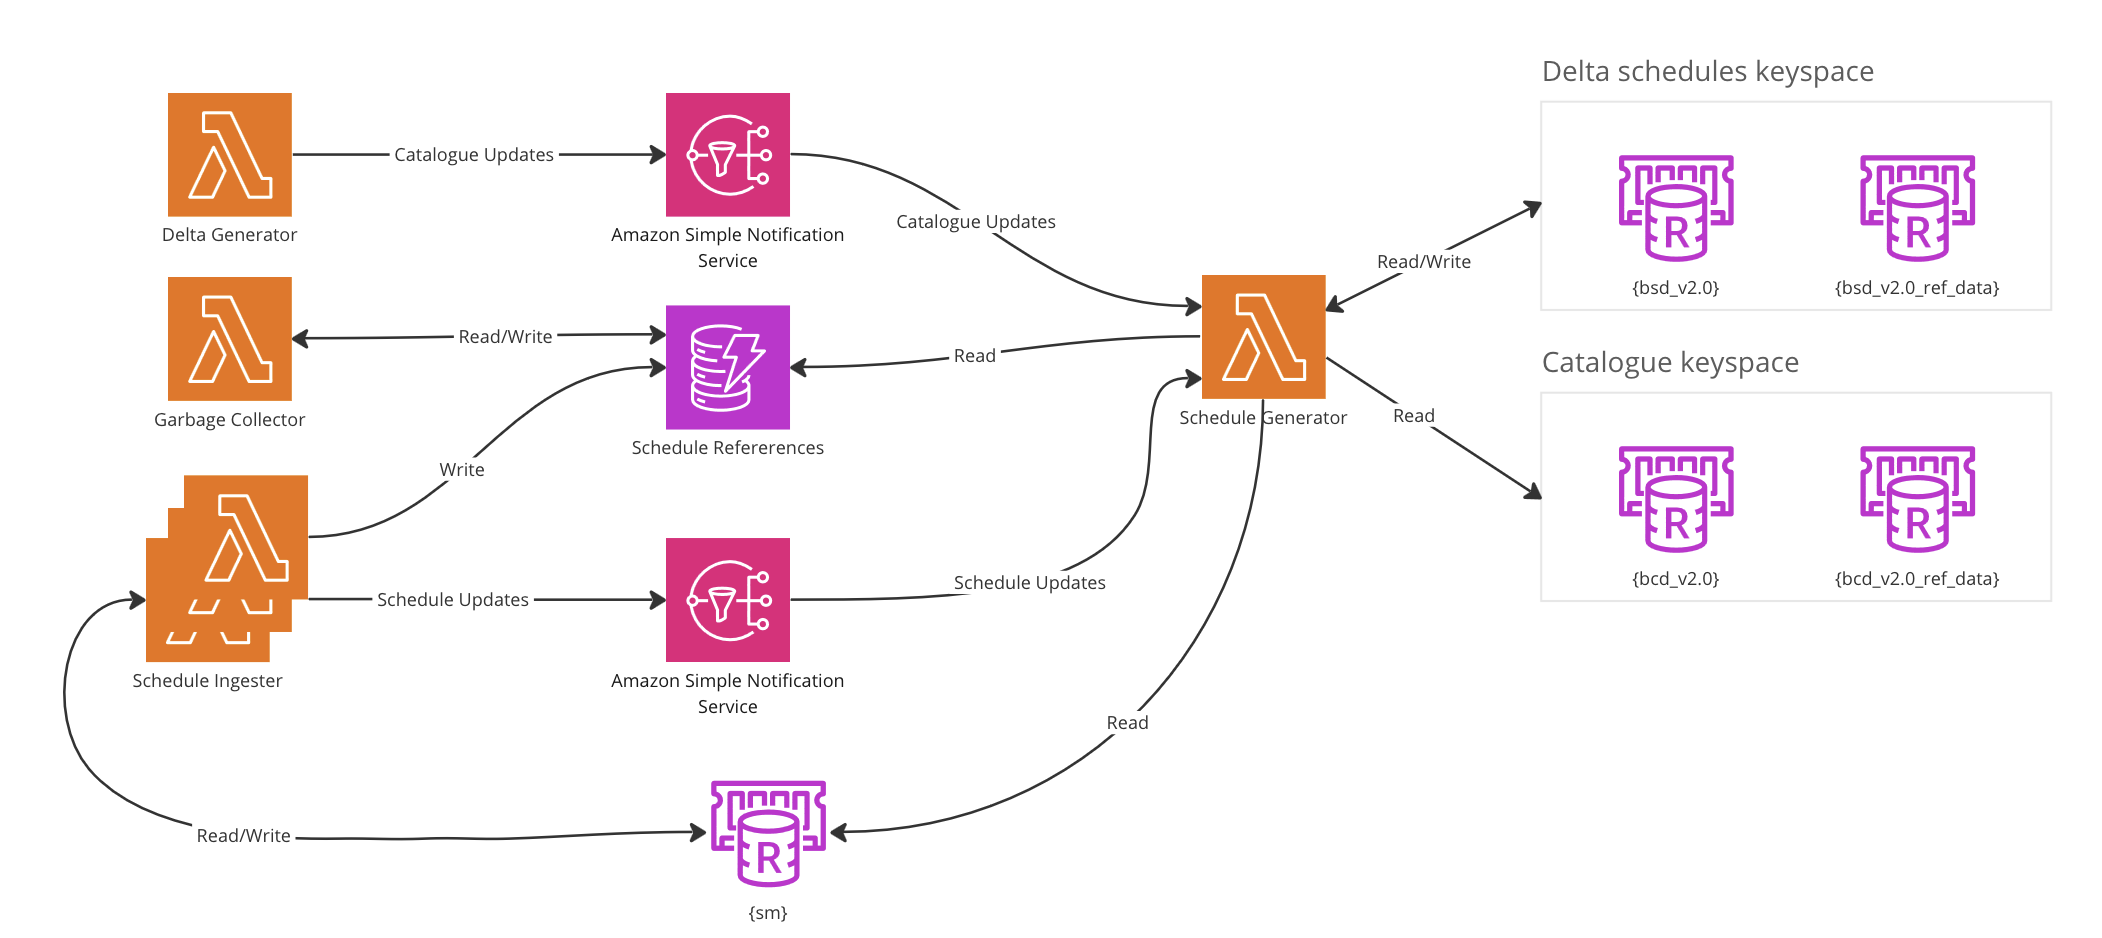 Delta schedules keyspace
Catalogue Updates
Catalogue Updates
Delta Generator
Amazon Simple Notification
Service
Read/Write
R
R
{bsd_v2.0}
{bsd_v2.0_ref_data}
Read/Write
Read
Garbage Collector
Schedule Refererences
Schedule Generator
Catalogue keyspace
Read
R
R
{bcd_v2.0}
{bcd_v2.0_ref_data}
Write
Schedule Updates
Schedule Updates
Schedule Ingester
Amazon Simple Notification
Service
Read
Read/Write
R
{sm}